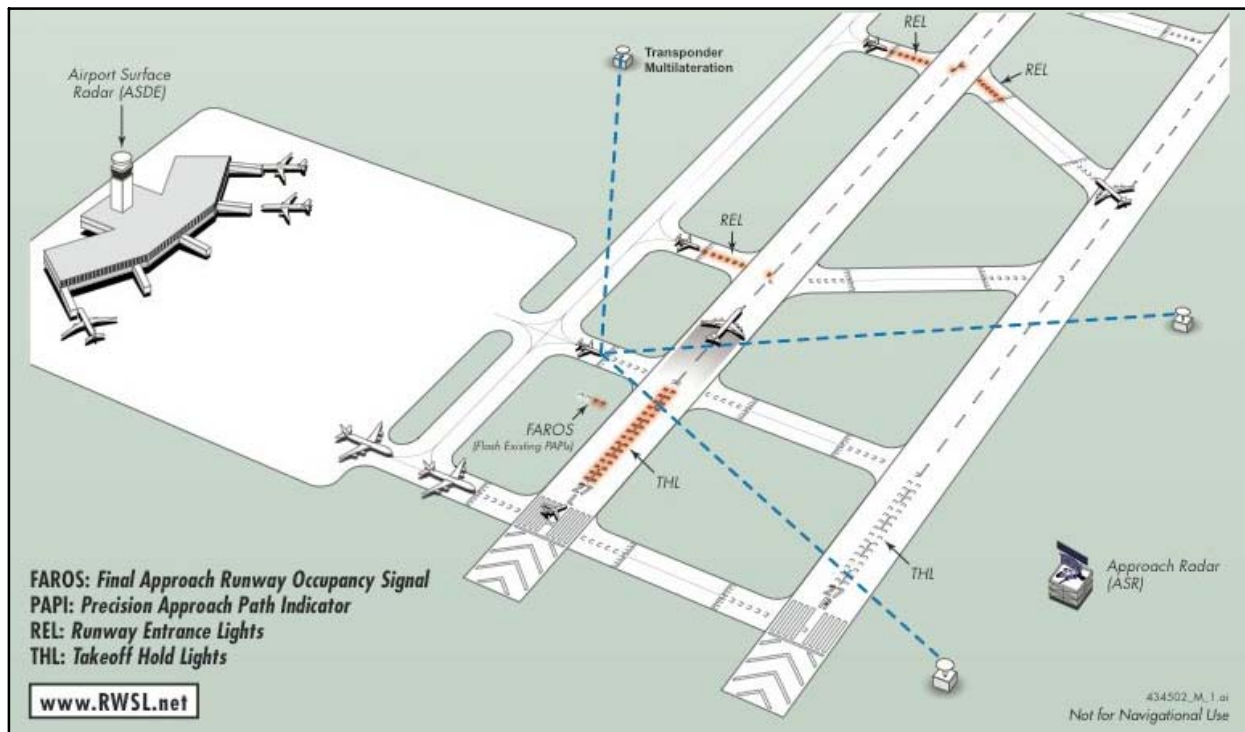 REL
REL
Transponder
Multilateration
Airport Surface
Radar (ASDE)
REL
FAROS
(Flash Existing PAPIs)
THL
THL
Approach Radar
(ASR)
FAROS: Final Approach Runway Occupancy Signal
PAPI: Precision Approach Path Indicator
REL: Runway Entrance Lights
THL: Takeoff Hold Lights
www.RWSL.net
434502_M_1.ai
Not for Navigational Use